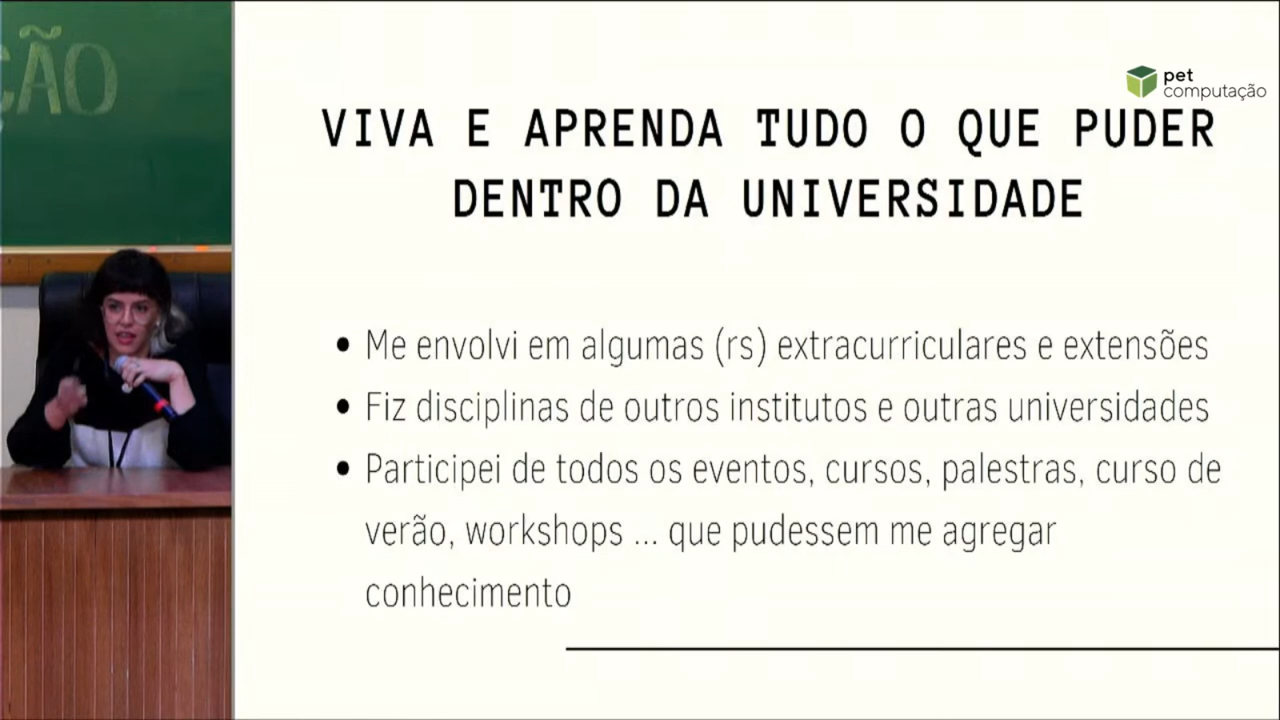 ÇÃO
pet
computação
VIVA E APRENDA TUDO O QUE PUDER
DENTRO DA UNIVERSIDADE
• Me envolvi em algumas (rs) extracurriculares e extensões
• Fiz disciplinas de outros institutos e outras universidades
• Participei de todos os eventos, cursos, palestras, curso de
verão, workshops ... que pudessem me agregar
conhecimento